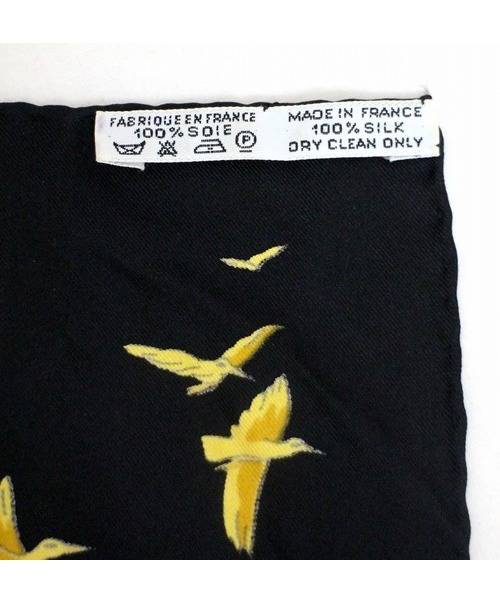 FABRIQUE EN FRANCE
100% SOIE
P
MADE IN FRANCE
100% SILK
DRY CLEAN ONLY